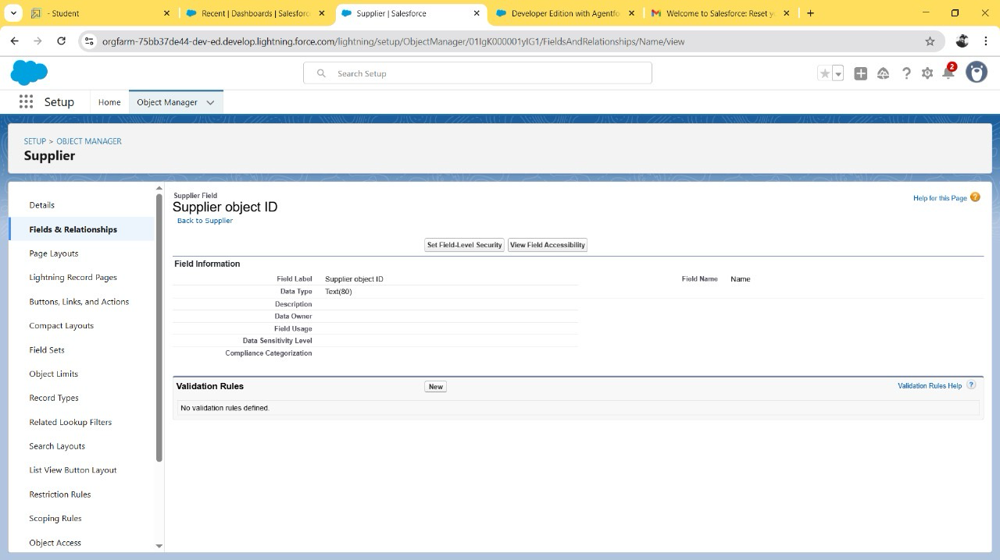 - Student
Recent | Dashboards | Salesforc
Supplier | Salesforce
Developer Edition with Agentfo
Welcome to Salesforce: Reset y
orgfarm-75bb37de44-dev-ed.develop.lightning.force.com/lightning/setup/ObjectManager/01IgK000001yIG1/FieldsAndRelationships/Name/view
Search Setup
2
Setup
Home
Object Manager
SETUP > OBJECT MANAGER
Supplier
Details
Fields & Relationships
Page Layouts
Lightning Record Pages
Buttons, Links, and Actions
Compact Layouts
Field Sets
Object Limits
Record Types
Related Lookup Filters
Search Layouts
List View Button Layout
Restriction Rules
Scoping Rules
Object Access
Supplier Field
Supplier object ID
Back to Supplier
Help for this Page ?
Set Field-Level Security View Field Accessibility
Field Information
Field Label Supplier object ID Field Name Name
Data Type Text(80)
Description
Data Owner
Field Usage
Data Sensitivity Level
Compliance Categorization
Validation Rules New Validation Rules Help ?
No validation rules defined.